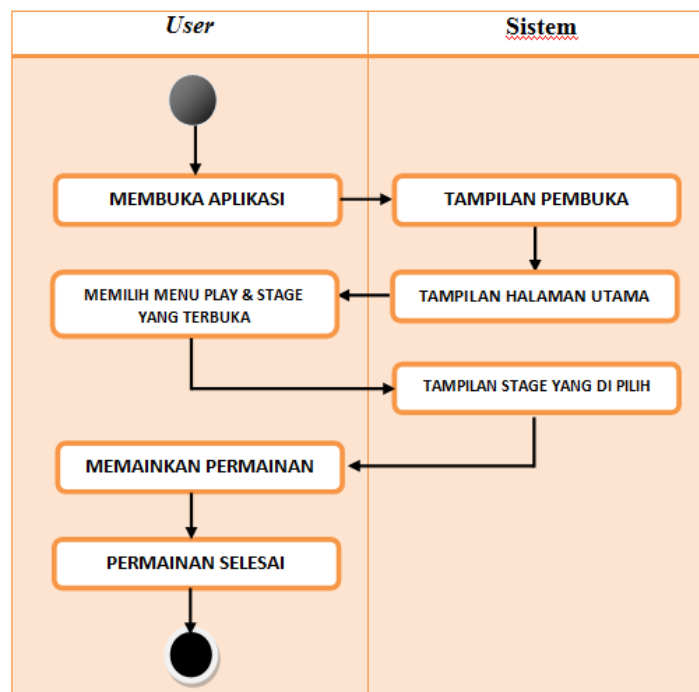 User
Sistem
MEMBUKA APLIKASI
TAMPILAN PEMBUKA
TAMPILAN HALAMAN UTAMA
MEMILIH MENU PLAY & STAGE
YANG TERBUKA
TAMPILAN STAGE YANG DI PILIH
MEMAINKAN PERMAINAN
PERMAINAN SELESAI